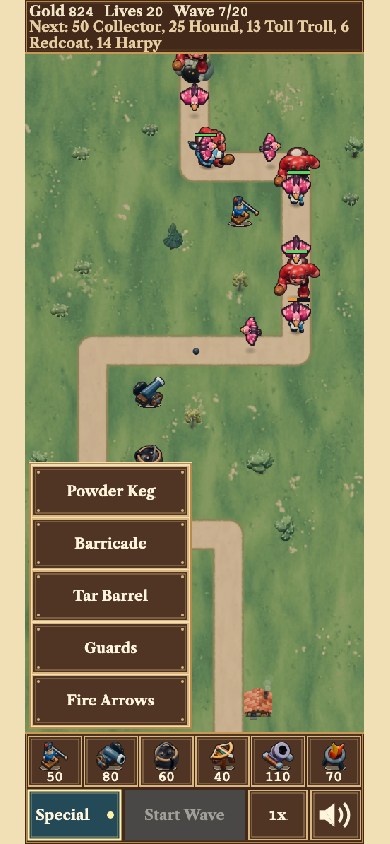 Gold 824 Lives 20 Wave 7/20
Next: 50 Collector, 25 Hound, 13 Toll Troll, 6
Redcoat, 14 Harpy
Powder Keg
Barricade
Tar Barrel
Guards
Fire Arrows
50 80 60 40 110 70
Special Start Wave 1x